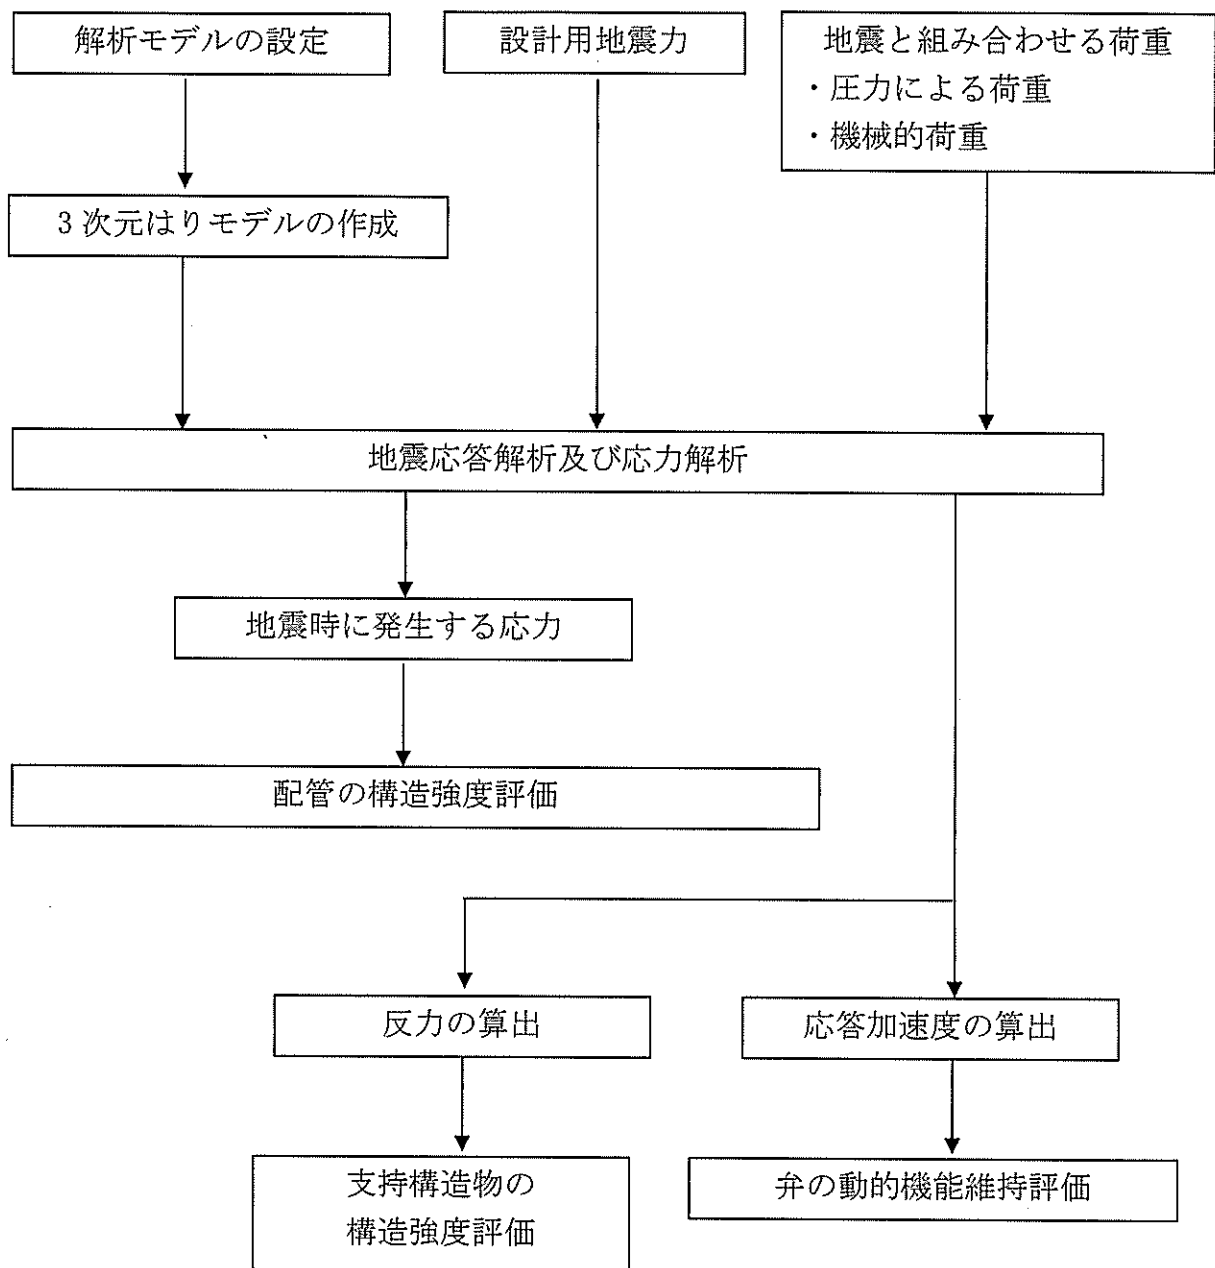 解析モデルの設定
設計用地震力
地震と組み合わせる荷重
・圧力による荷重
・機械的荷重
3次元はりモデルの作成
地震応答解析及び応力解析
地震時に発生する応力
配管の構造強度評価
反力の算出
応答加速度の算出
支持構造物の
構造強度評価
弁の動的機能維持評価